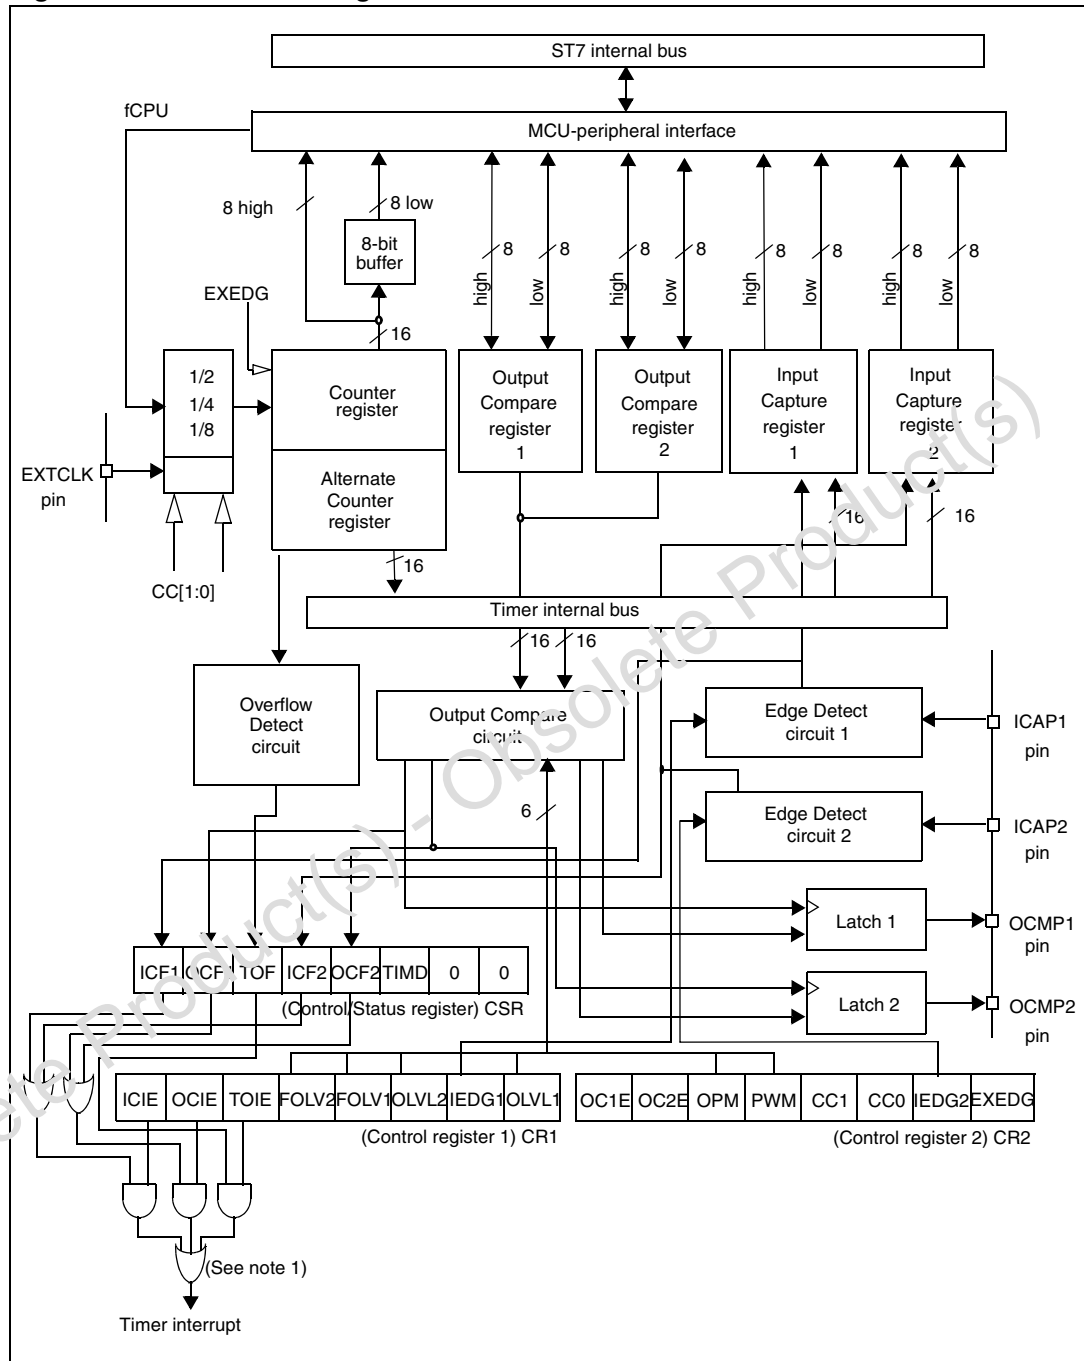 ST7 internal bus
fCPU
MCU-peripheral interface
8 high
8 low
8-bit
buffer
8
8
8
8
8
8
8
8
high
low
high
low
high
low
high
low
EXEDG
16
1/2
1/4
1/8
Counter
register
Output
Compare
register
1
Output
Compare
register
2
Input
Capture
register
1
Input
Capture
register
2
EXTCLK
pin
Alternate
Counter
register
16
16
16
CC[1:0]
Timer internal bus
16
16
Overflow
Detect
circuit
Output Compare
circuit
Edge Detect
circuit 1
ICAP1
pin
6
Edge Detect
circuit 2
ICAP2
pin
Latch 1
OCMP1
pin
ICF1 OCF1 TOF ICF2 OCF2 TIMD 0 0
(Control/Status register) CSR
Latch 2
OCMP2
pin
ICIE OCIE TOIE FOLV2 FOLV1 OLVL2 IEDG1 OLVL1
(Control register 1) CR1
OC1E OC2E OPM PWM CC1 CC0 IEDG2 EXEDG
(Control register 2) CR2
(See note 1)
Timer interrupt
ete Product(s) - Obsolete Product(s)